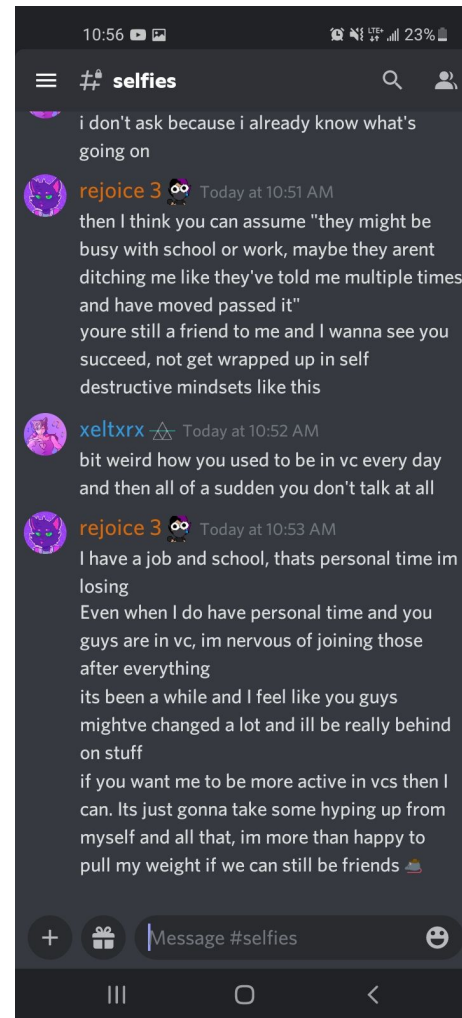 10:56
LTE+ 23%
selfies
i don't ask because i already know what's
going on
rejoice 3 Today at 10:51 AM
then I think you can assume "they might be
busy with school or work, maybe they arent
ditching me like they've told me multiple times
and have moved passed it"
youre still a friend to me and I wanna see you
succeed, not get wrapped up in self
destructive mindsets like this
xeltxrx Today at 10:52 AM
bit weird how you used to be in vc every day
and then all of a sudden you don't talk at all
rejoice 3 Today at 10:53 AM
I have a job and school, thats personal time im
losing
Even when I do have personal time and you
guys are in vc, im nervous of joining those
after everything
its been a while and I feel like you guys
mightve changed a lot and ill be really behind
on stuff
if you want me to be more active in vcs then I
can. Its just gonna take some hyping up from
myself and all that, im more than happy to
pull my weight if we can still be friends
Message #selfies